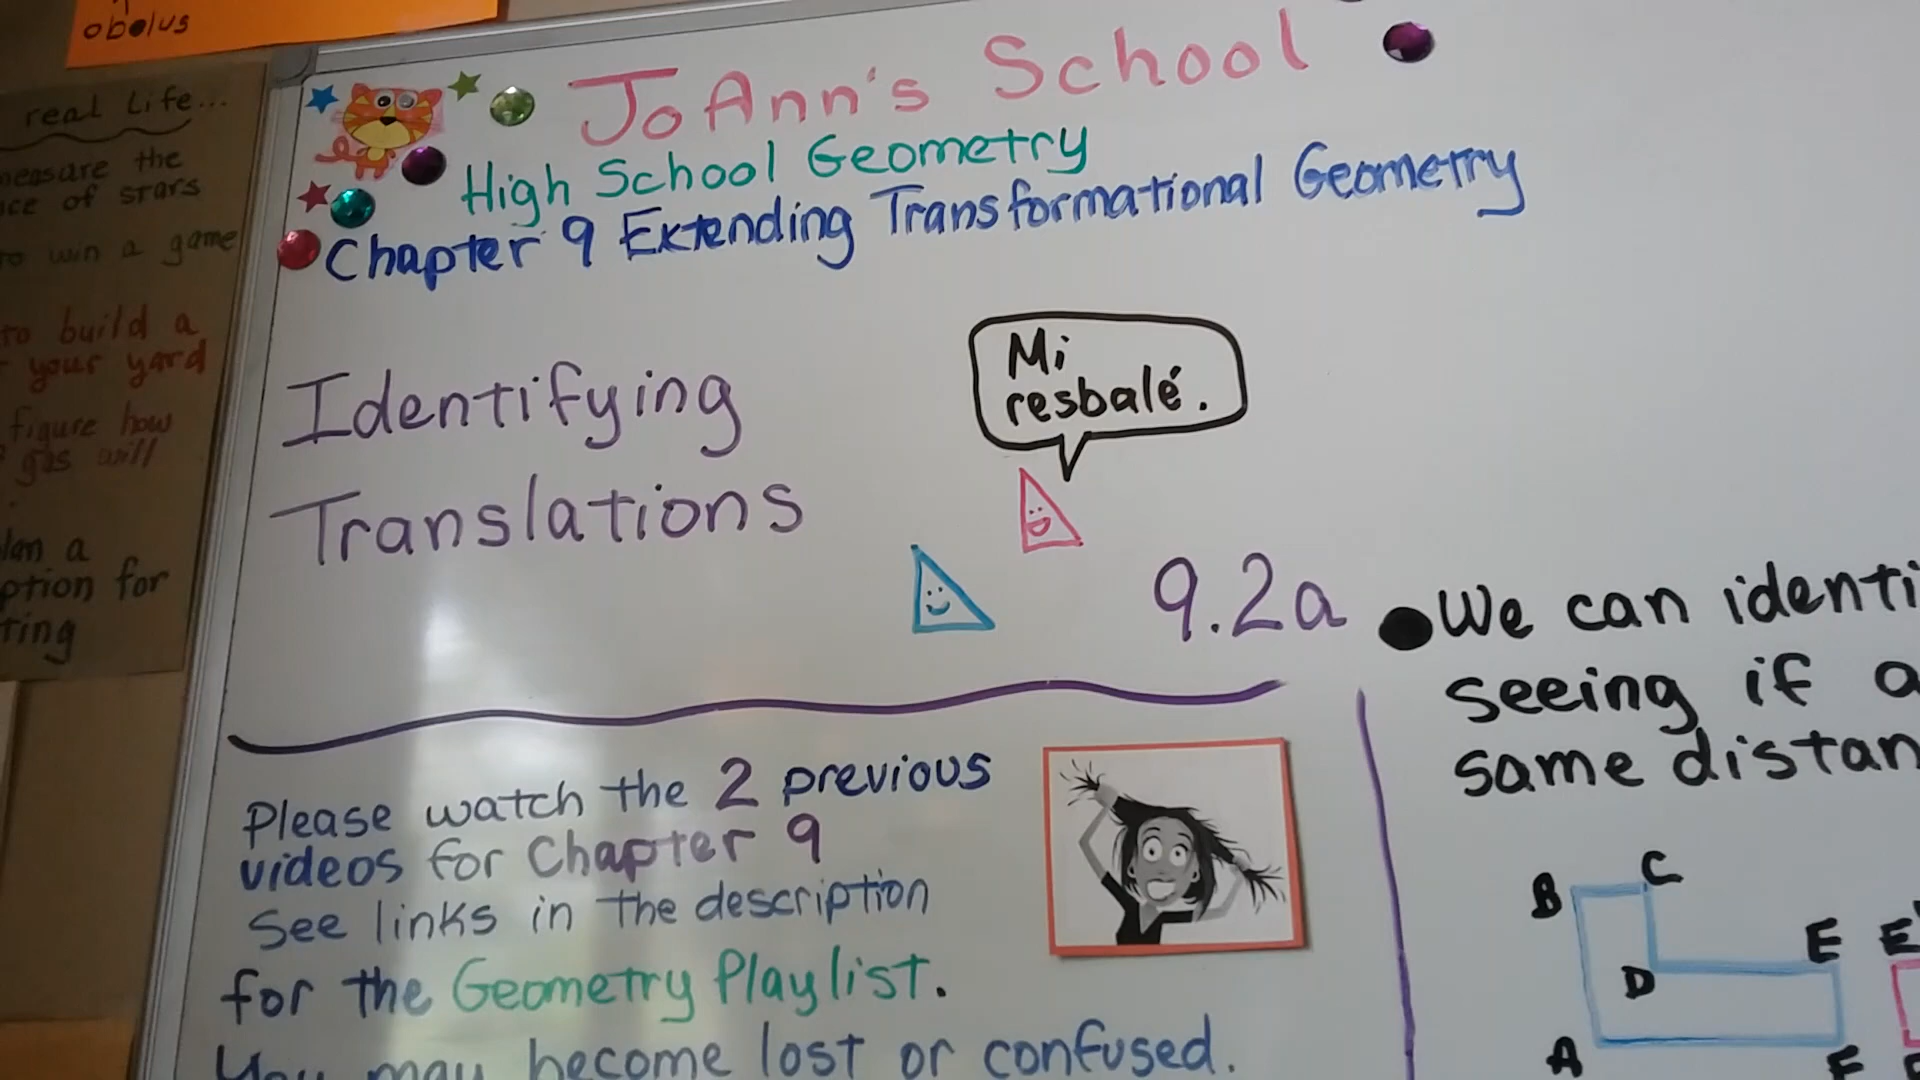 obolus
real Life...
measure the
of stars
to win a game
to build a
your yard
figure how
gas will
a
for
JoAnn's School
High School Geometry
Chapter 9 Extending Transformational Geometry
Identifying
Translations
Mi
resbalé.
9.2a
Please watch the 2 previous
videos for Chapter 9
See links in the description
for the Geometry Playlist.
You may become lost or confused.
We can identi
seeing if a
same distan
B C
E E'
D
A F